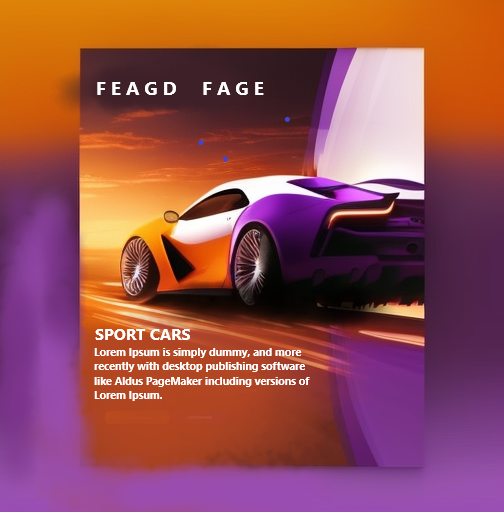 FEAGD FAGE
SPORT CARS
Lorem Ipsum is simply dummy, and more
recently with desktop publishing software
like Aldus PageMaker including versions of
Lorem Ipsum.